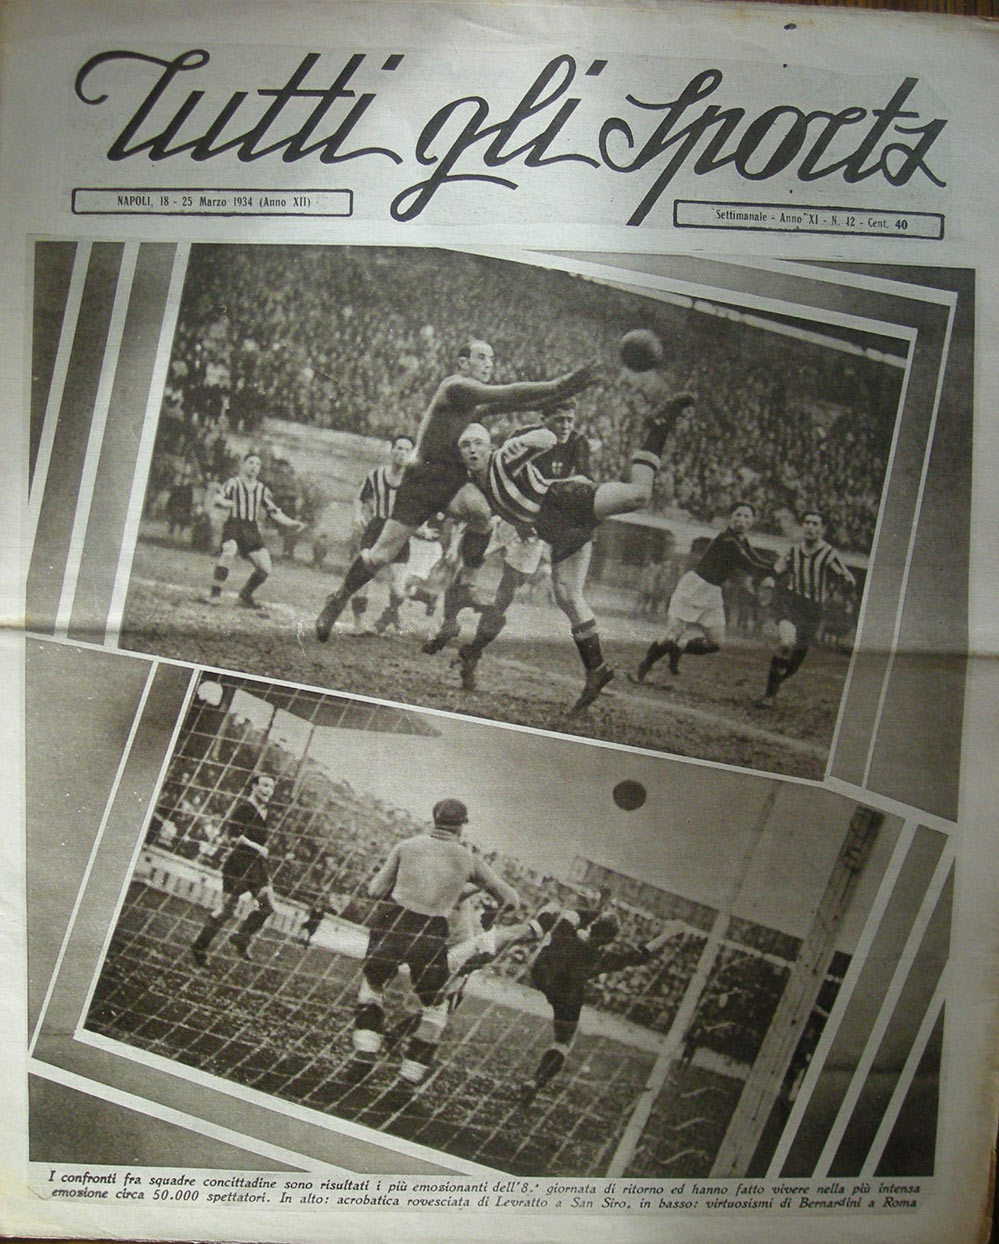 Tutti gli Sports
NAPOLI, 18 - 25 Marzo 1934 (Anno XII)
Settimanale - Anno XI - N. 12 - Cent. 40
I confronti fra squadre concittadine sono risultati i più emozionanti dell'8.ª giornata di ritorno ed hanno fatto vivere nella più intensa
emozione circa 50.000 spettatori. In alto: acrobatica rovesciata di Levratto a San Siro, in basso: virtuosismi di Bernardini a Roma